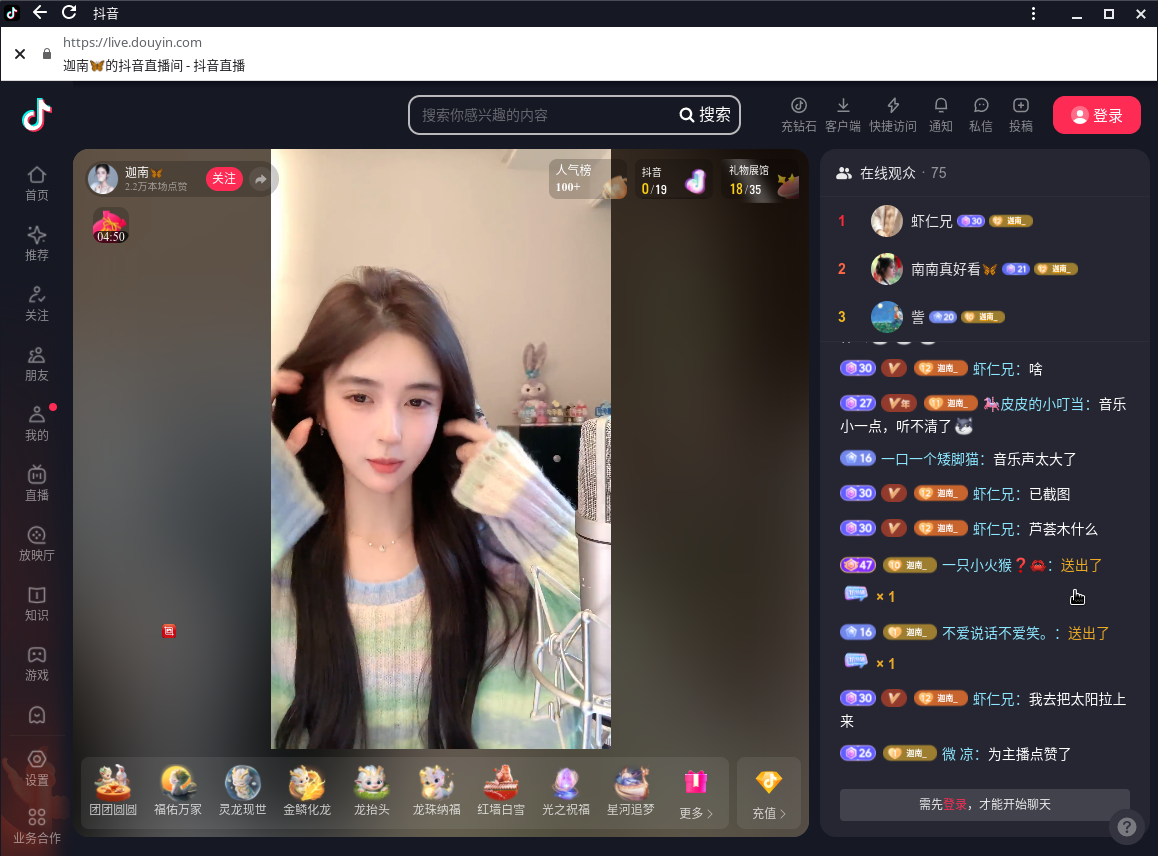 抖音
https://live.douyin.com
迦南🦋的抖音直播间 - 抖音直播
搜索你感兴趣的内容
搜索
充钻石
客户端
快捷访问
通知
私信
投稿
登录
首页
推荐
关注
朋友
我的
直播
放映厅
知识
游戏
设置
业务合作
迦南🦋
2.2万本场点赞
关注
04:50
人气榜
100+
抖音
0/19
礼物展馆
18/35
在线观众 · 75
1 虾仁兄 30 迦南_
2 南南真好看🦋 21 迦南_
3 訾 20 迦南_
30 V 12 迦南_ 虾仁兄：啥
27 V年 11 迦南_ 🎠皮皮的小叮当：音乐
小一点，听不清了
16 一口一个矮脚猫：音乐声太大了
30 V 12 迦南_ 虾仁兄：已截图
30 V 12 迦南_ 虾仁兄：芦荟木什么
47 10 迦南_ 一只小火猴❓🦀：送出了
× 1
16 1 迦南_ 不爱说话不爱笑。：送出了
× 1
30 V 12 迦南_ 虾仁兄：我去把太阳拉上
来
26 1 迦南_ 微 凉：为主播点赞了
需先登录，才能开始聊天
团团圆圆
福佑万家
灵龙现世
金鳞化龙
龙抬头
龙珠纳福
红墙白雪
光之祝福
星河追梦
更多
充值